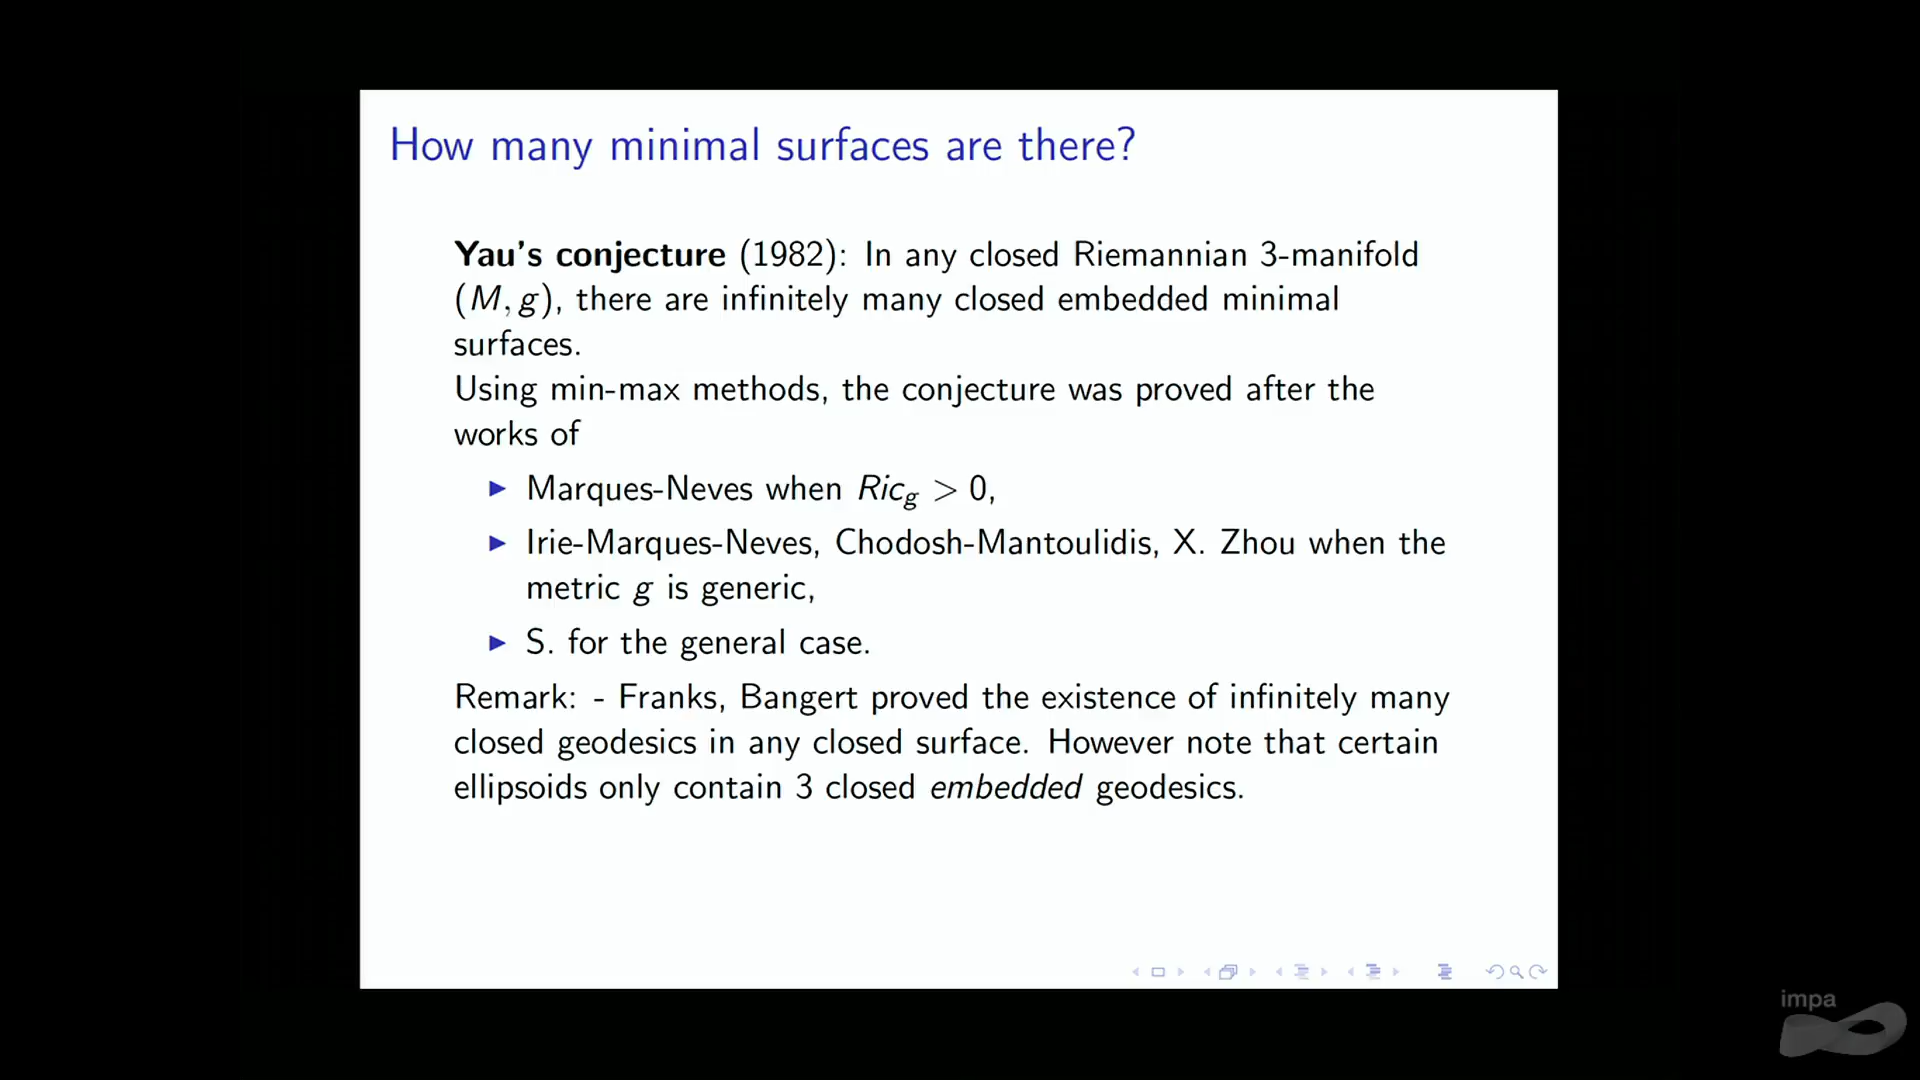 How many minimal surfaces are there?
Yau's conjecture (1982): In any closed Riemannian 3-manifold
(M, g), there are infinitely many closed embedded minimal
surfaces.
Using min-max methods, the conjecture was proved after the
works of
▶ Marques-Neves when Ric_g > 0,
▶ Irie-Marques-Neves, Chodosh-Mantoulidis, X. Zhou when the
metric g is generic,
▶ S. for the general case.
Remark: - Franks, Bangert proved the existence of infinitely many
closed geodesics in any closed surface. However note that certain
ellipsoids only contain 3 closed embedded geodesics.
impa